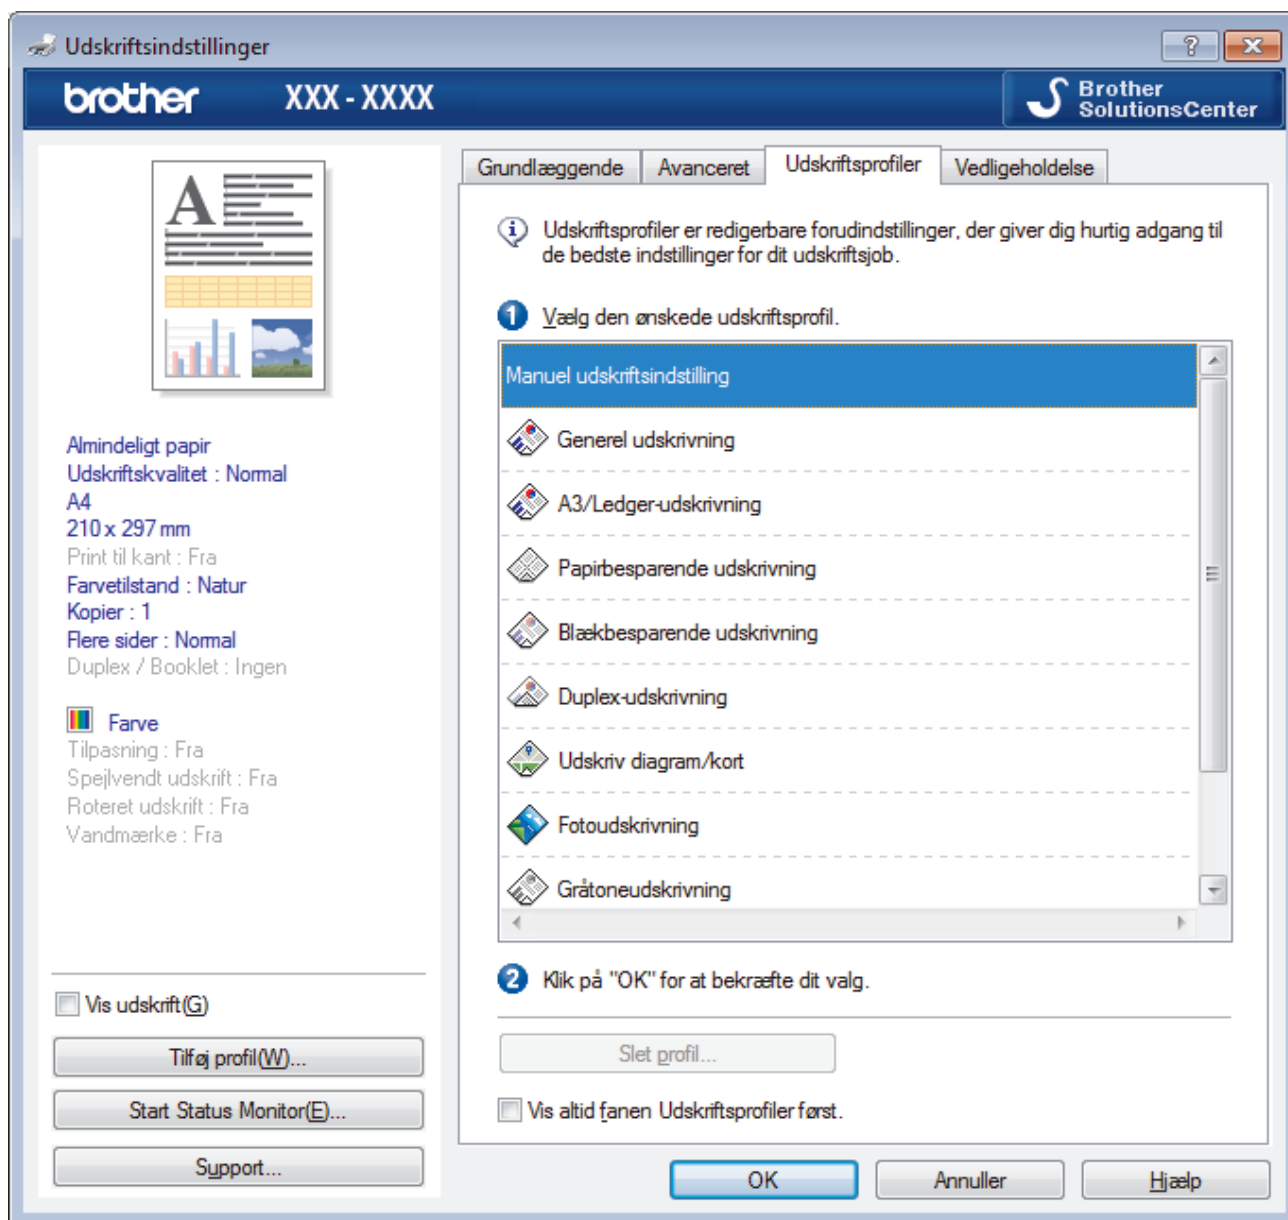 Udskriftsindstillinger
brother XXX - XXXX
Brother
SolutionsCenter
A
Almindeligt papir
Udskriftskvalitet : Normal
A4
210 x 297 mm
Print til kant : Fra
Farvetilstand : Natur
Kopier : 1
Flere sider : Normal
Duplex / Booklet : Ingen
Farve
Tilpasning : Fra
Spejlvendt udskrift : Fra
Roteret udskrift : Fra
Vandmærke : Fra
Vis udskrift(G)
Tilføj profil(W)...
Start Status Monitor(E)...
Support...
Grundlæggende Avanceret Udskriftsprofiler Vedligeholdelse
Udskriftsprofiler er redigerbare forudindstillinger, der giver dig hurtig adgang til
de bedste indstillinger for dit udskriftsjob.
1 Vælg den ønskede udskriftsprofil.
Manuel udskriftsindstilling
Generel udskrivning
A3/Ledger-udskrivning
Papirbesparende udskrivning
Blækbesparende udskrivning
Duplex-udskrivning
Udskriv diagram/kort
Fotoudskrivning
Gråtoneudskrivning
2 Klik på "OK" for at bekræfte dit valg.
Slet profil...
Vis altid fanen Udskriftsprofiler først.
OK Annuller Hjælp